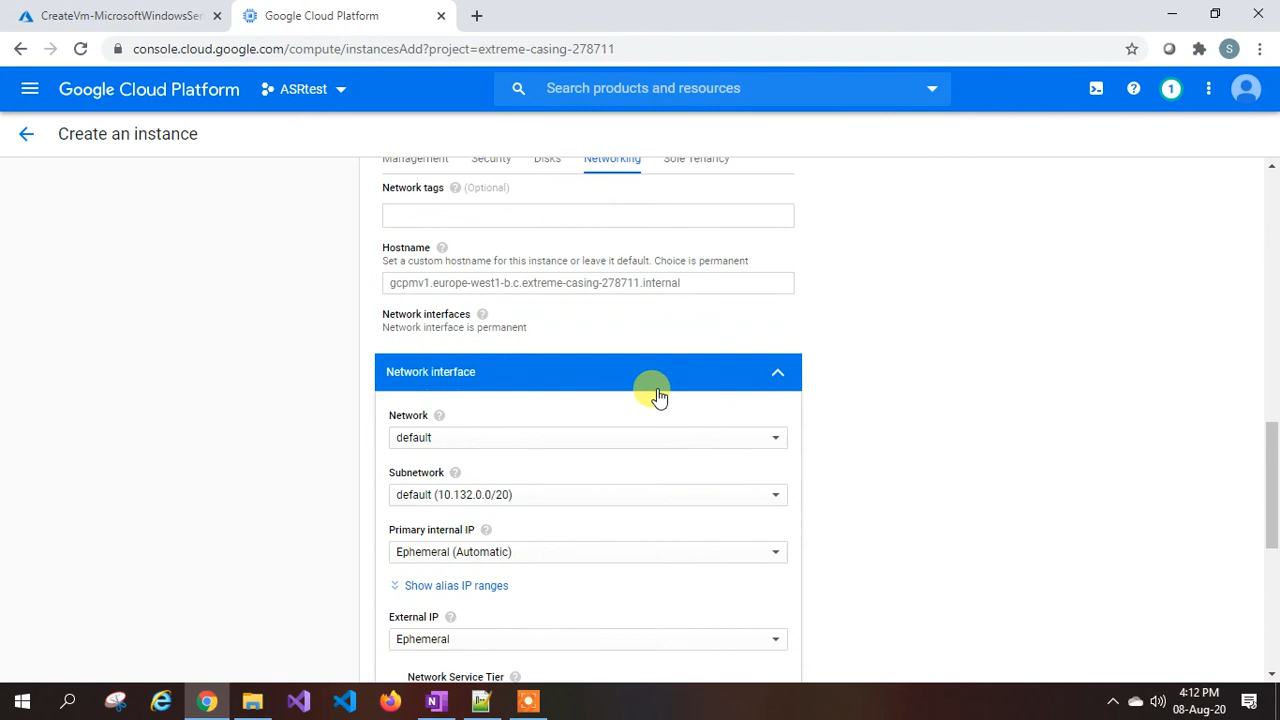 CreateVm-MicrosoftWindowsSer
Google Cloud Platform
console.cloud.google.com/compute/instancesAdd?project=extreme-casing-278711
S
Google Cloud Platform
ASRtest
Search products and resources
1
Create an instance
Management
Security
Disks
Networking
Sole Tenancy
Network tags ? (Optional)
Hostname ?
Set a custom hostname for this instance or leave it default. Choice is permanent
gcpmv1.europe-west1-b.c.extreme-casing-278711.internal
Network interfaces ?
Network interface is permanent
Network interface
Network ?
default
Subnetwork ?
default (10.132.0.0/20)
Primary internal IP ?
Ephemeral (Automatic)
Show alias IP ranges
External IP ?
Ephemeral
Network Service Tier ?
4:12 PM
08-Aug-20